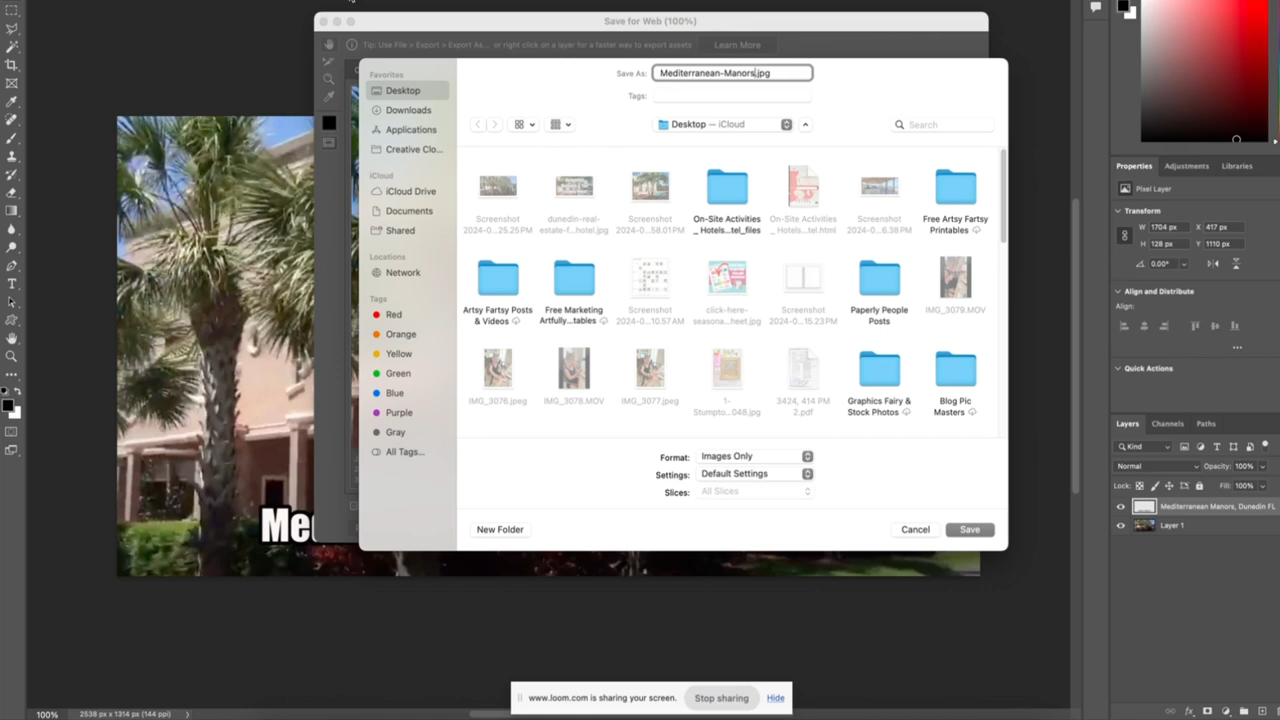 Save for Web (100%)
Tip: Use File > Export > Export As... or right click on a layer for a faster way to export assets
Learn More
Favorites
Desktop
Downloads
Applications
Creative Clo...
iCloud
iCloud Drive
Documents
Shared
Locations
Network
Tags
Red
Orange
Yellow
Green
Blue
Purple
Gray
All Tags...
Save As: Mediterranean-Manors.jpg
Tags:
Desktop — iCloud
Search
Screenshot
2024-0...25.25 PM
dunedin-real-
estate-f...hotel.jpg
Screenshot
2024-0...58.01 PM
On-Site Activities
_ Hotels...tel_files
On-Site Activities
_ Hotels...tel.html
Screenshot
2024-0...6.38 PM
Free Artsy Fartsy
Printables
Artsy Fartsy Posts
& Videos
Free Marketing
Artfully...tables
Screenshot
2024-0...10.57 AM
click-here-
seasona...heet.jpg
Screenshot
2024-0...15.23 PM
Paperly People
Posts
IMG_3079.MOV
IMG_3076.jpeg
IMG_3078.MOV
IMG_3077.jpeg
1-
Stumpto...048.jpg
3424, 414 PM
2.pdf
Graphics Fairy &
Stock Photos
Blog Pic
Masters
Format: Images Only
Settings: Default Settings
Slices: All Slices
New Folder
Cancel
Save
Med
Properties
Adjustments
Libraries
Pixel Layer
Transform
W 1704 px
X 417 px
H 128 px
Y 1110 px
0.00°
Align and Distribute
Align:
Quick Actions
Layers
Channels
Paths
Kind
Normal
Opacity: 100%
Lock:
Fill: 100%
Mediterranean Manors, Dunedin FL
Layer 1
www.loom.com is sharing your screen.
Stop sharing
Hide
100%
2538 px x 1314 px (144 ppi)